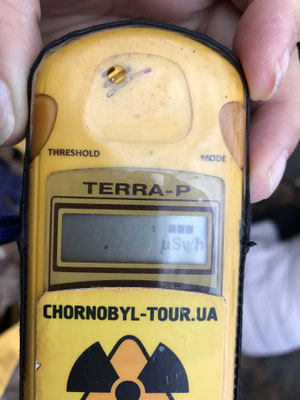 THRESHOLD
MODE
TERRA-P
µSv/h
CHORNOBYL-TOUR.UA